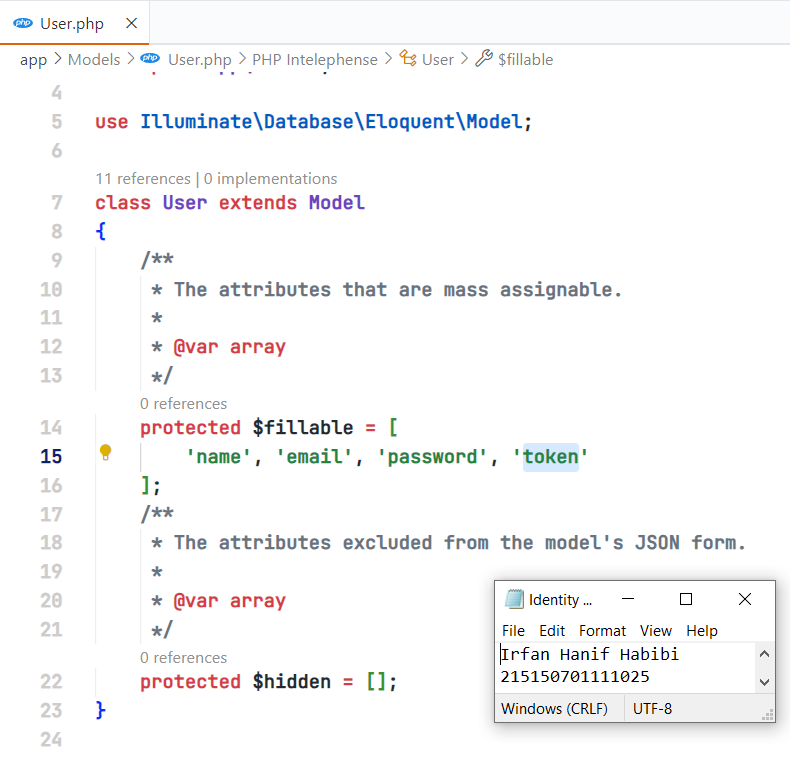 php User.php
app > Models > php User.php > PHP Intelephense > User > $fillable
4
5 use Illuminate\Database\Eloquent\Model;
6
11 references | 0 implementations
7 class User extends Model
8 {
9 /**
10 * The attributes that are mass assignable.
11 *
12 * @var array
13 */
0 references
14 protected $fillable = [
15 'name', 'email', 'password', 'token'
16 ];
17 /**
18 * The attributes excluded from the model's JSON form.
19 *
20 * @var array
21 */
0 references
22 protected $hidden = [];
23 }
24
Identity ...
File Edit Format View Help
Irfan Hanif Habibi
215150701111025
Windows (CRLF) UTF-8